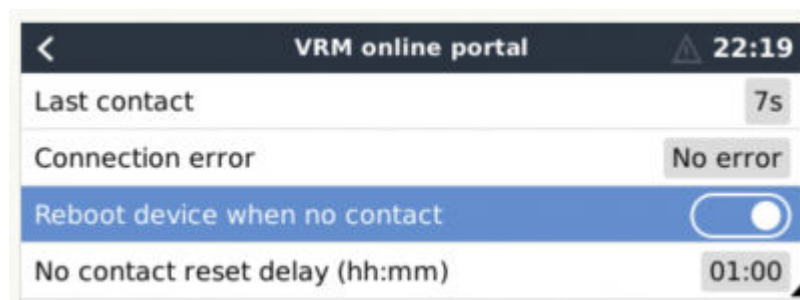 VRM online portal 22:19
Last contact 7s
Connection error No error
Reboot device when no contact
No contact reset delay (hh:mm) 01:00